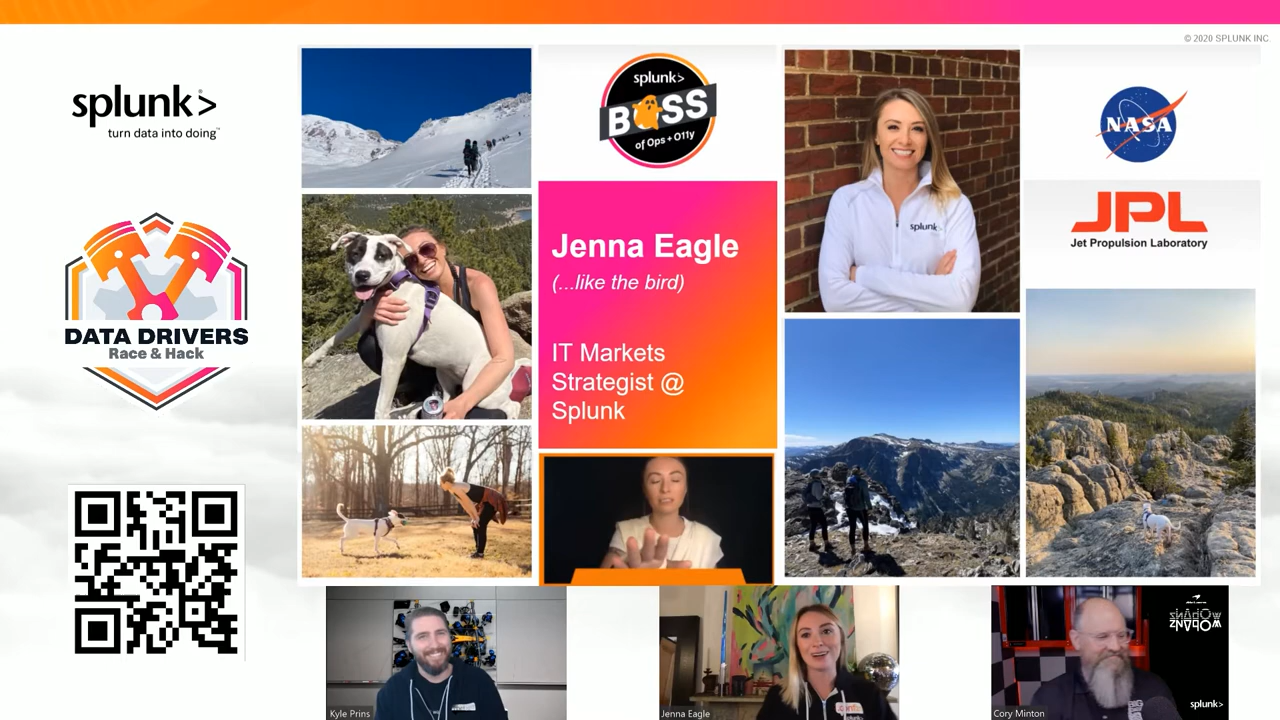 © 2020 SPLUNK INC.
splunk>
turn data into doing™
DATA DRIVERS
Race & Hack
splunk>
BOSS
of Ops + O11y
Jenna Eagle
(...like the bird)
IT Markets
Strategist @
Splunk
splunk>
NASA
JPL
Jet Propulsion Laboratory
Kyle Prins
Jenna Eagle
Cory Minton
splunk>